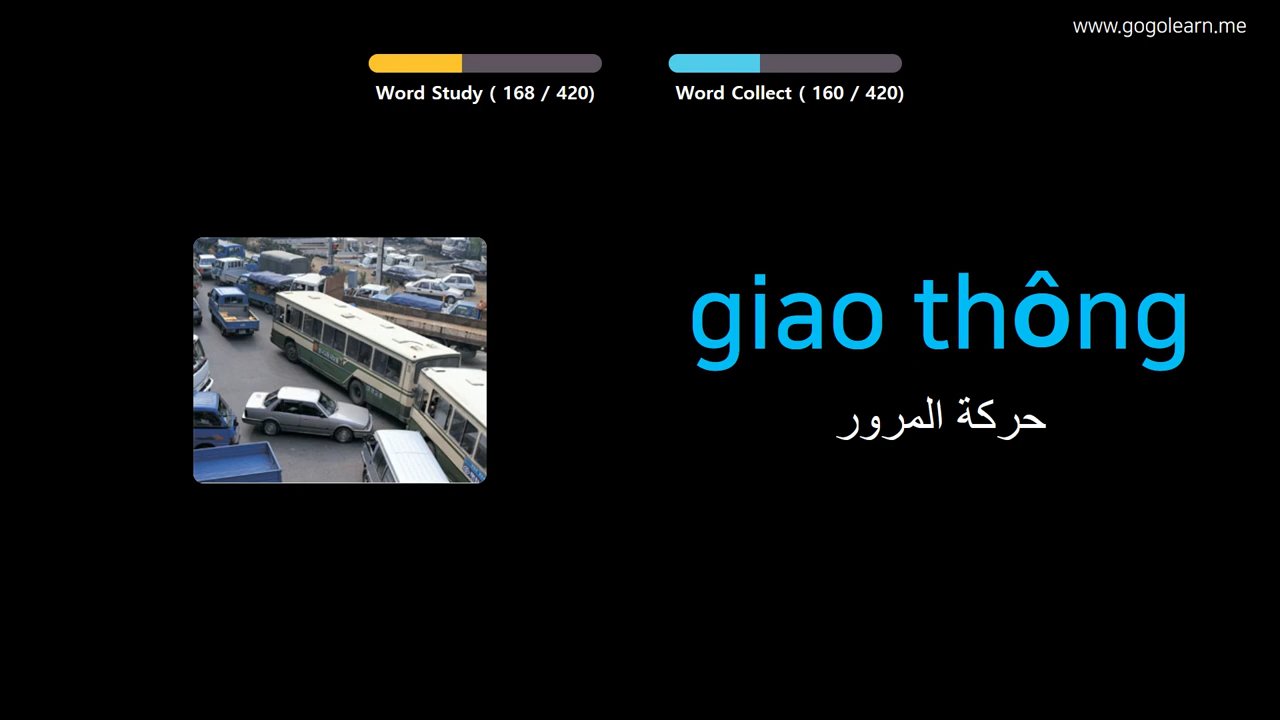 www.gogolearn.me
Word Study ( 168 / 420)
Word Collect ( 160 / 420)
giao thông
حركة المرور